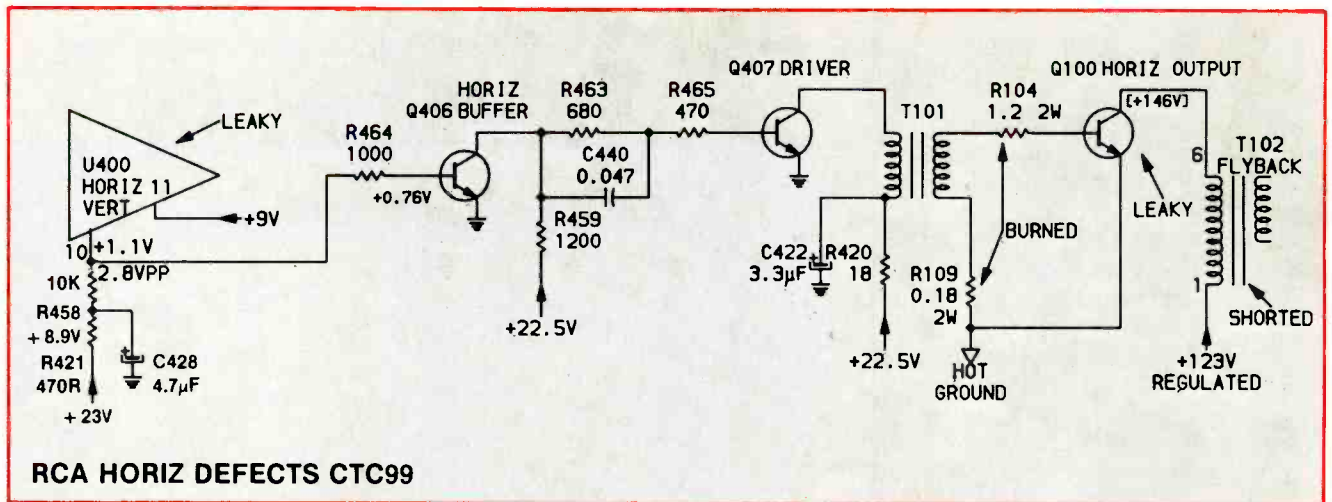 Q407 DRIVER
Q100 HORIZ OUTPUT
HORIZ
Q406 BUFFER
R463
680
R465
470
T101
R104
1.2 2W
[+146V]
LEAKY
U400
HORIZ 11
VERT
R464
1000
+0.76V
C440
0.047
6
T102
FLYBACK
+9V
10
+1.1V
2.8VPP
R459
1200
BURNED
LEAKY
10K
R458
+8.9V
R421
470R
C428
4.7µF
+23V
+22.5V
C422
3.3µF
R420
18
+22.5V
R109
0.18
2W
HOT
GROUND
1
SHORTED
+123V
REGULATED
RCA HORIZ DEFECTS CTC99